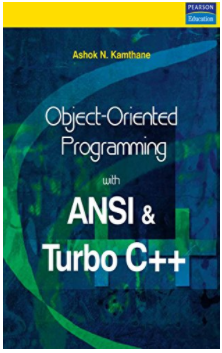 PEARSON
Education
Ashok N. Kamthane
Object-Oriented
Programming
with
ANSI &
Turbo C++